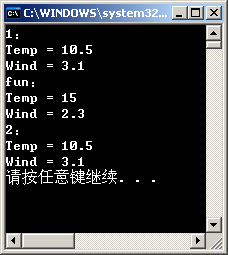 C:\WINDOWS\system32...
1:
Temp = 10.5
Wind = 3.1
fun:
Temp = 15
Wind = 2.3
2:
Temp = 10.5
Wind = 3.1
请按任意键继续. . .